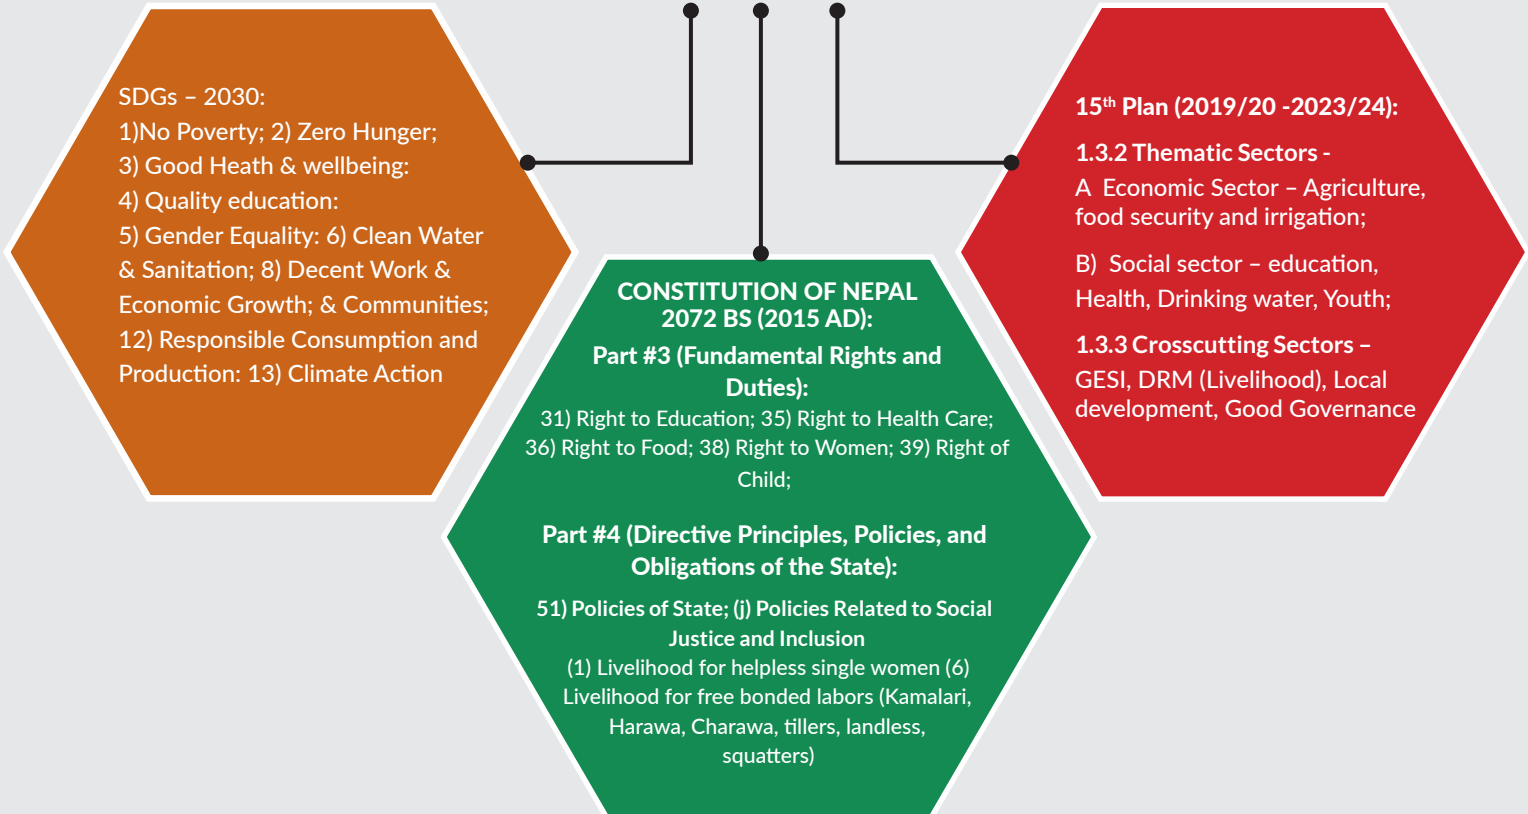 SDGs – 2030:
1)No Poverty; 2) Zero Hunger;
3) Good Heath & wellbeing:
4) Quality education:
5) Gender Equality: 6) Clean Water
& Sanitation; 8) Decent Work &
Economic Growth; & Communities;
12) Responsible Consumption and
Production: 13) Climate Action
CONSTITUTION OF NEPAL
2072 BS (2015 AD):
Part #3 (Fundamental Rights and
Duties):
31) Right to Education; 35) Right to Health Care;
36) Right to Food; 38) Right to Women; 39) Right of
Child;
Part #4 (Directive Principles, Policies, and
Obligations of the State):
51) Policies of State; (j) Policies Related to Social
Justice and Inclusion
(1) Livelihood for helpless single women (6)
Livelihood for free bonded labors (Kamalari,
Harawa, Charawa, tillers, landless,
squatters)
15th Plan (2019/20 -2023/24):
1.3.2 Thematic Sectors -
A  Economic Sector – Agriculture,
food security and irrigation;
B)  Social sector – education,
Health, Drinking water, Youth;
1.3.3 Crosscutting Sectors –
GESI, DRM (Livelihood), Local
development, Good Governance